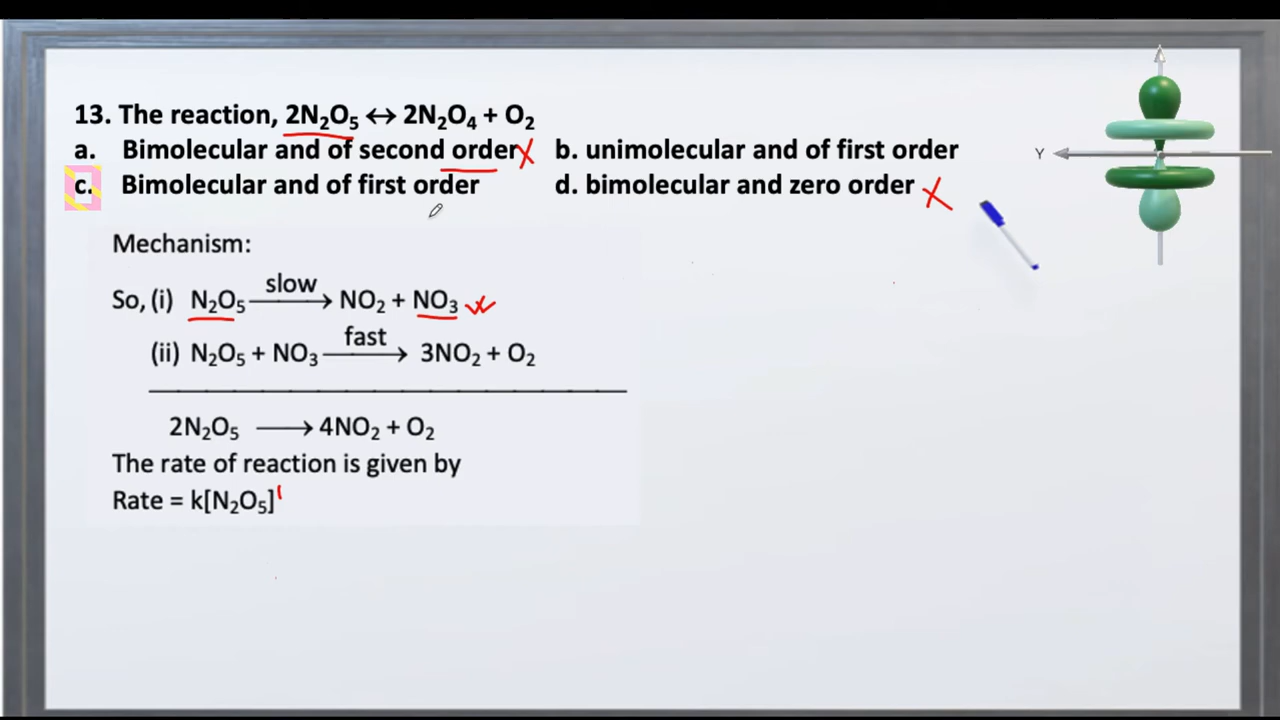 13. The reaction, 2N₂O₅ ↔ 2N₂O₄ + O₂
a. Bimolecular and of second order b. unimolecular and of first order
c. Bimolecular and of first order d. bimolecular and zero order
Y
Mechanism:
slow
So, (i) N₂O₅ ⟶ NO₂ + NO₃
fast
(ii) N₂O₅ + NO₃ ⟶ 3NO₂ + O₂
2N₂O₅ ⟶ 4NO₂ + O₂
The rate of reaction is given by
Rate = k[N₂O₅]¹